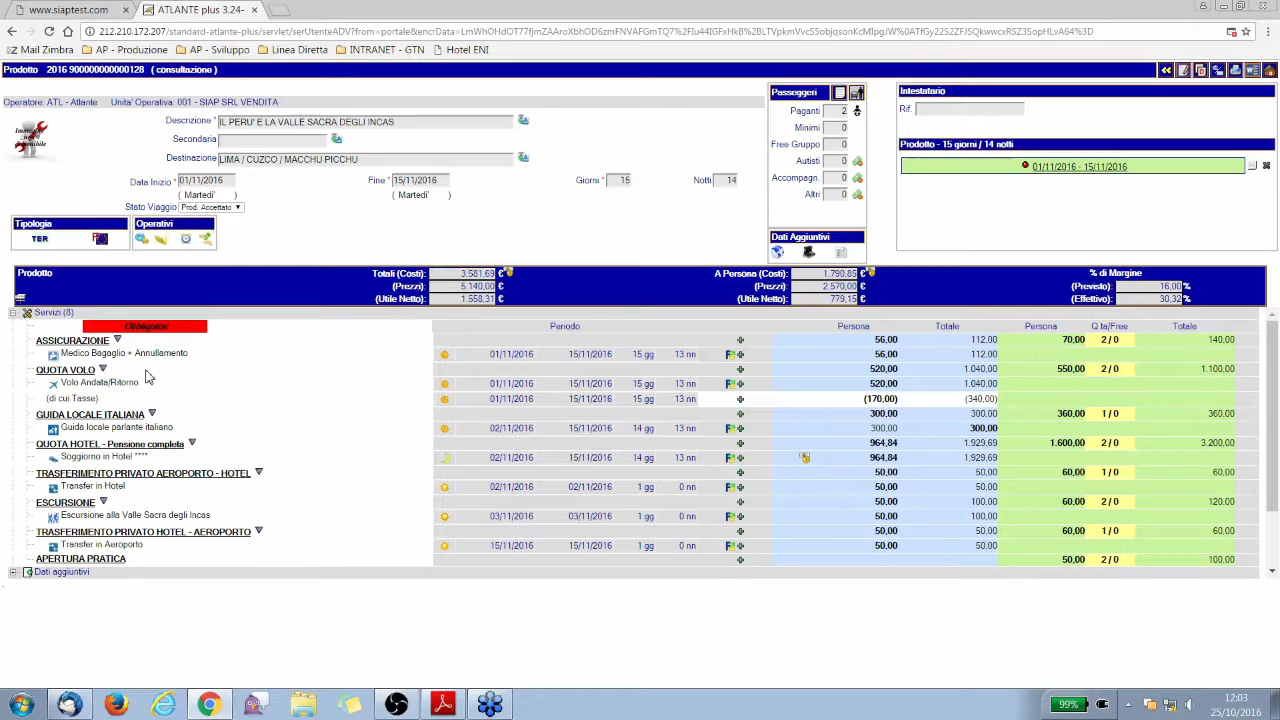 www.siaptest.com
ATLANTE plus 3.24-
Mail Zimbra AP - Produzione AP - Sviluppo Linea Diretta INTRANET - GTN Hotel ENI
Prodotto 2016 900000000000128 ( consultazione )
Operatore: ATL - Atlante Unita' Operativa: 001 - SIAP SRL VENDITA
Descrizione * IL PERU' E LA VALLE SACRA DEGLI INCAS
Secondaria
Destinazione LIMA / CUZCO / MACCHU PICCHU
Data Inizio * 01/11/2016 Fine * 15/11/2016 Giorni * 15 Notti 14
( Martedi' ) ( Martedi' )
Stato Viaggio Prod. Accettato
Tipologia Operativi
TER
Passeggeri
Paganti 2
Minimi 0
Free Gruppo 0
Autisti 0
Accompagn. 0
Altri 0
Dati Aggiuntivi
Intestatario
Rif.
Prodotto - 15 giorni / 14 notti
01/11/2016 - 15/11/2016
Prodotto Totali (Costi): 3.581,69 € A Persona (Costi): 1.790,85 € % di Margine
(Prezzi): 5.140,00 € (Prezzi): 2.570,00 € (Previsto): 16,00 %
(Utile Netto): 1.558,31 € (Utile Netto): 779,15 € (Effettivo): 30,32 %
Servizi (8)
Obbligatori Periodo Persona Totale Persona Q.ta/Free Totale
ASSICURAZIONE 56,00 112,00 70,00 2 / 0 140,00
Medico Bagaglio + Annullamento 01/11/2016 15/11/2016 15 gg 13 nn 56,00 112,00
QUOTA VOLO 520,00 1.040,00 550,00 2 / 0 1.100,00
Volo Andata/Ritorno 01/11/2016 15/11/2016 15 gg 13 nn 520,00 1.040,00
(di cui Tasse) 01/11/2016 15/11/2016 15 gg 13 nn (170,00) (340,00)
GUIDA LOCALE ITALIANA 300,00 300,00 360,00 1 / 0 360,00
Guida locale parlante italiano 02/11/2016 15/11/2016 14 gg 13 nn 300,00 300,00
QUOTA HOTEL - Pensione completa 964,84 1.929,69 1.600,00 2 / 0 3.200,00
Soggiorno in Hotel **** 02/11/2016 15/11/2016 14 gg 13 nn 964,84 1.929,69
TRASFERIMENTO PRIVATO AEROPORTO - HOTEL 50,00 50,00 60,00 1 / 0 60,00
Transfer in Hotel 02/11/2016 02/11/2016 1 gg 0 nn 50,00 50,00
ESCURSIONE 50,00 100,00 60,00 2 / 0 120,00
Escursione alla Valle Sacra degli Incas 03/11/2016 03/11/2016 1 gg 0 nn 50,00 100,00
TRASFERIMENTO PRIVATO HOTEL - AEROPORTO 50,00 50,00 60,00 1 / 0 60,00
Transfer in Aeroporto 15/11/2016 15/11/2016 1 gg 0 nn 50,00 50,00
APERTURA PRATICA 50,00 2 / 0 100,00
Dati aggiuntivi
99%
12:03
25/10/2016